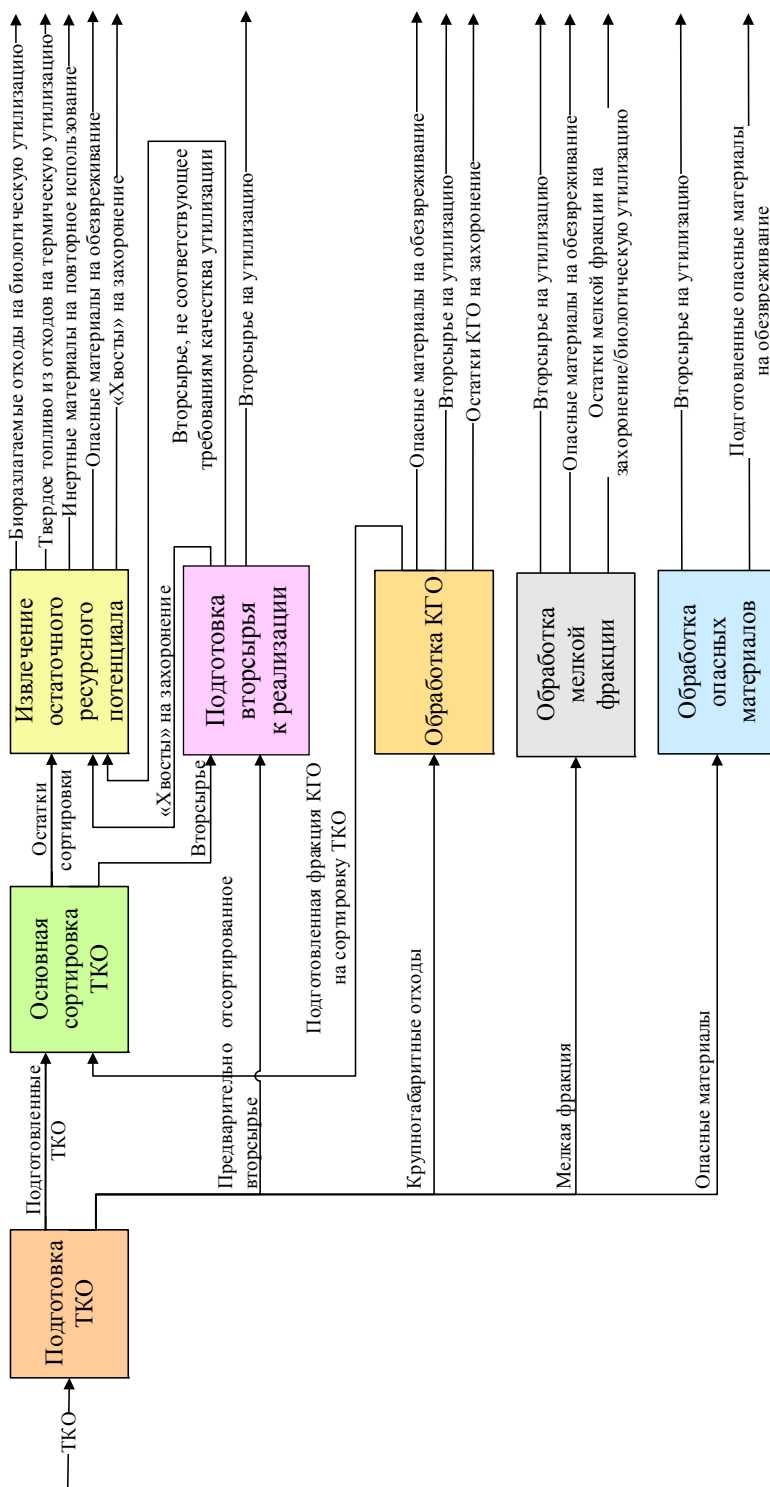 ТКО
Подготовка
ТКО
Подготовленные
ТКО
Основная
сортировка
ТКО
Остатки
сортировки
Извлечение
остаточного
ресурсного
потенциала
Биоразлагаемые отходы на биологическую утилизацию
Твердое топливо из отходов на термическую утилизацию
Инертные материалы на повторное использование
Опасные материалы на обезвреживание
«Хвосты» на захоронение
Вторсырье, не соответствующее
требованиям качества утилизации
«Хвосты» на захоронение
Вторсырье
Предварительно отсортированное
вторсырье
Подготовка
вторсырья
к реализации
Вторсырье на утилизацию
Подготовленная фракция КГО
на сортировку ТКО
Крупногабаритные отходы
Обработка КГО
Опасные материалы на обезвреживание
Вторсырье на утилизацию
Остатки КГО на захоронение
Мелкая фракция
Обработка
мелкой
фракции
Вторсырье на утилизацию
Опасные материалы на обезвреживание
Остатки мелкой фракции на
захоронение/биологическую утилизацию
Опасные материалы
Обработка
опасных
материалов
Вторсырье на утилизацию
Подготовленные опасные материалы
на обезвреживание